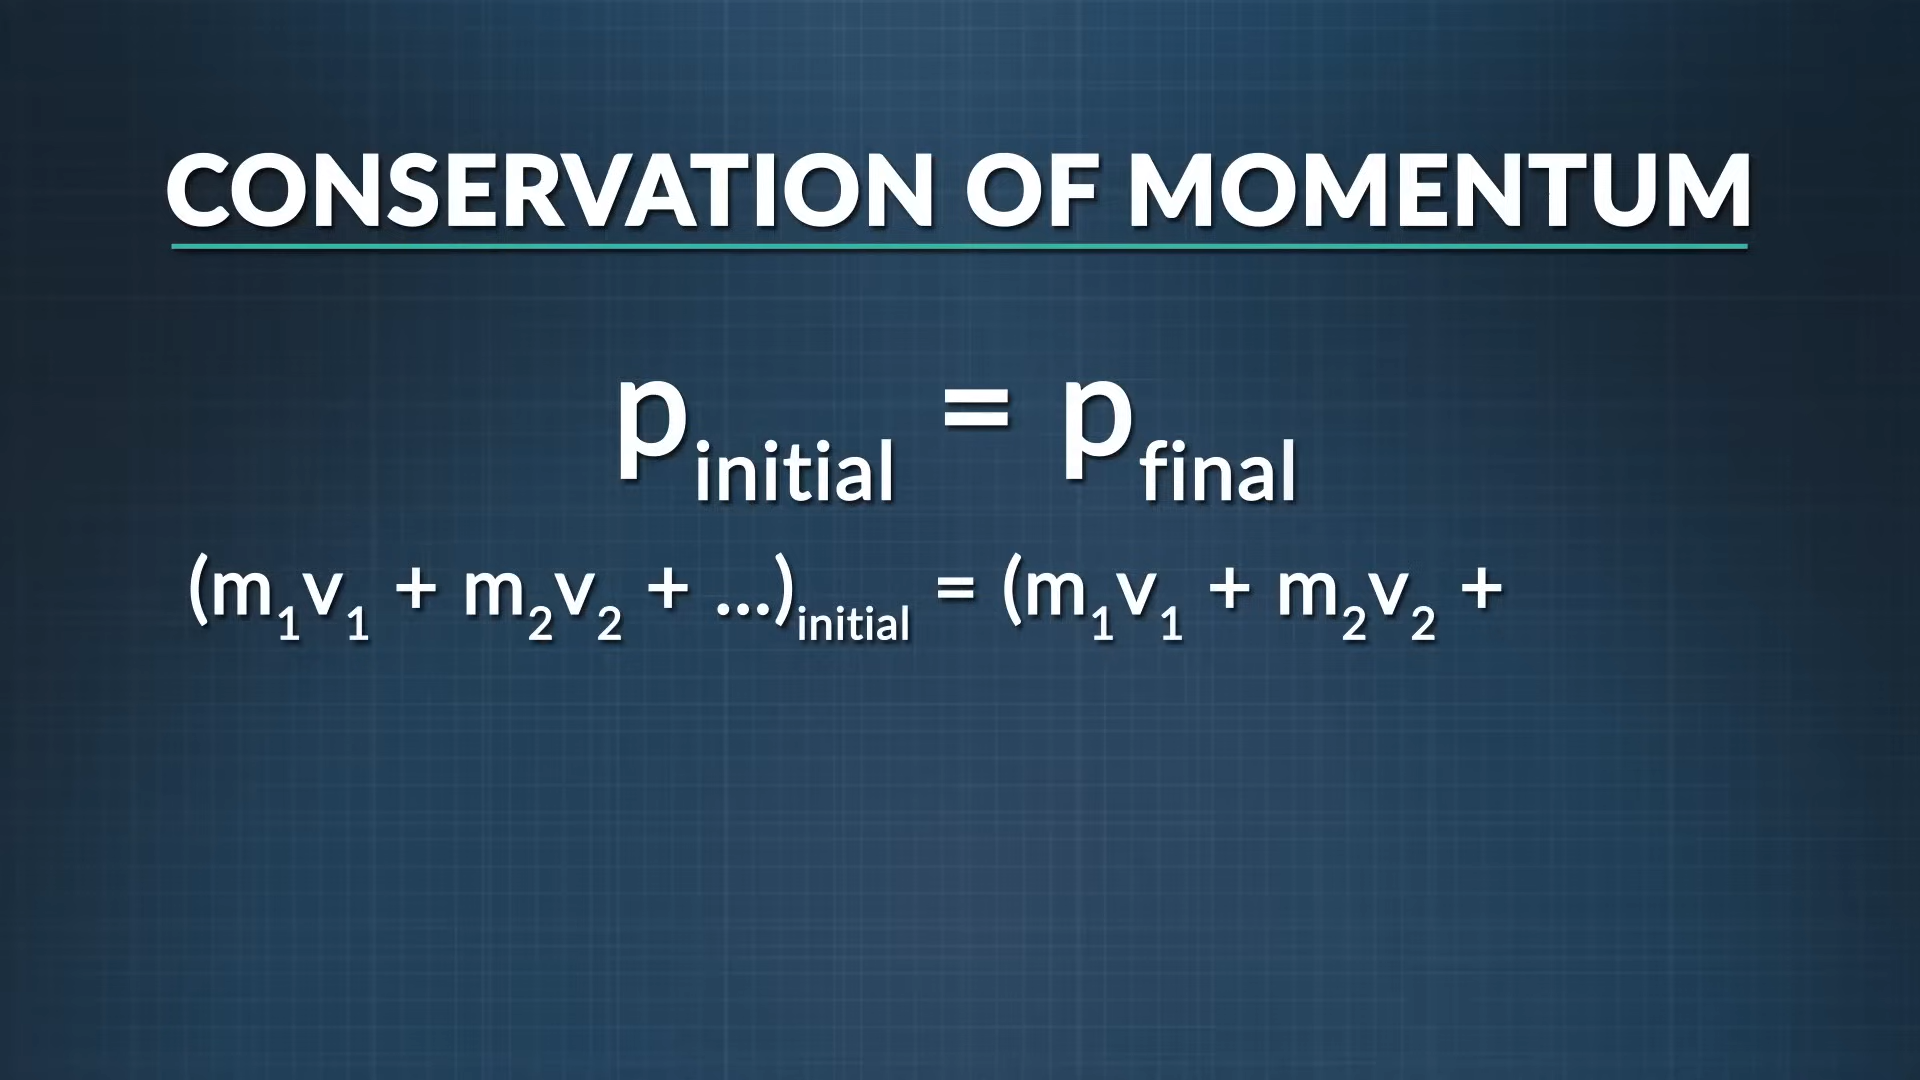 CONSERVATION OF MOMENTUM
p_initial = p_final
(m₁v₁ + m₂v₂ + ...)_initial = (m₁v₁ + m₂v₂ +